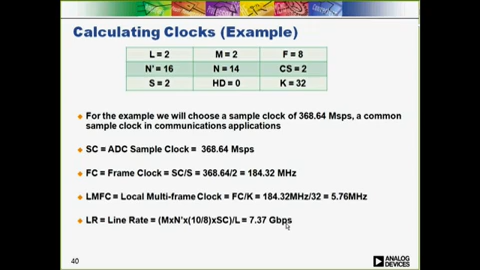 Calculating Clocks (Example)
L = 2 M = 2 F = 8
N' = 16 N = 14 CS = 2
S = 2 HD = 0 K = 32
For the example we will choose a sample clock of 368.64 Msps, a common
sample clock in communications applications
SC = ADC Sample Clock = 368.64 Msps
FC = Frame Clock = SC/S = 368.64/2 = 184.32 MHz
LMFC = Local Multi-frame Clock = FC/K = 184.32MHz/32 = 5.76MHz
LR = Line Rate = (MxN'x(10/8)xSC)/L = 7.37 Gbps
40
ANALOG
DEVICES